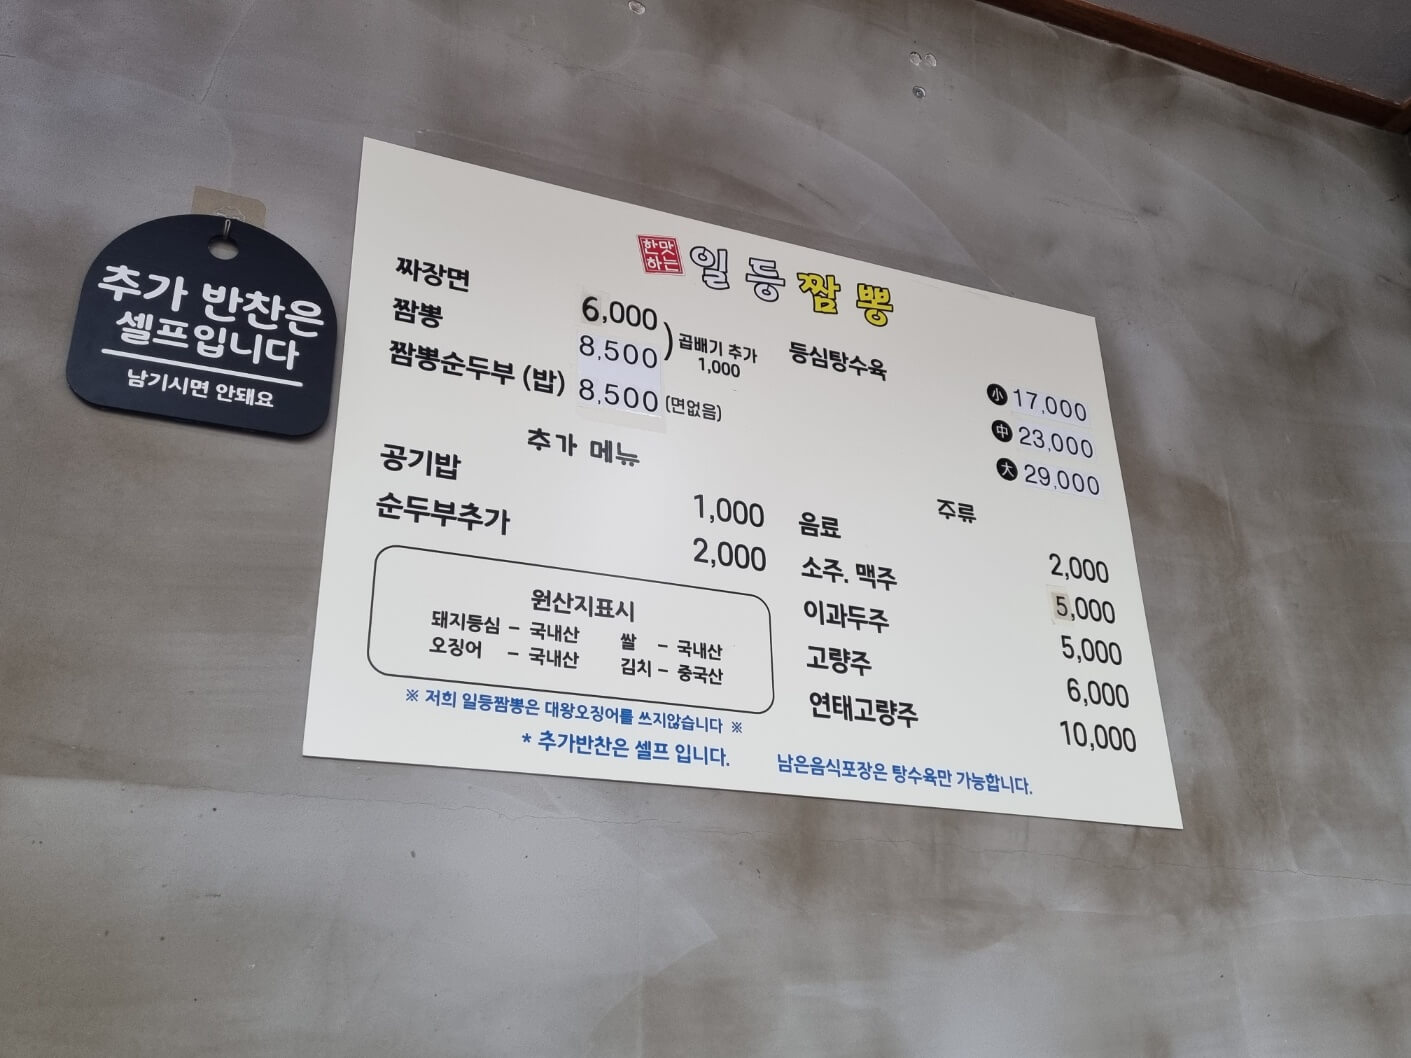 추가 반찬은
셀프입니다
남기시면 안돼요
한맛
하는
일등짬뽕
짜장면 6,000
짬뽕 8,500
곱배기 추가
1,000
짬뽕순두부 (밥) 8,500 (면없음)
추가 메뉴
공기밥 1,000
순두부추가 2,000
원산지표시
돼지등심 - 국내산 쌀 - 국내산
오징어 - 국내산 김치 - 중국산
※ 저희 일등짬뽕은 대왕오징어를 쓰지않습니다 ※
* 추가반찬은 셀프 입니다.
등심탕수육
小 17,000
中 23,000
大 29,000
주류
음료 2,000
소주. 맥주 5,000
이과두주 5,000
고량주 6,000
연태고량주 10,000
남은음식포장은 탕수육만 가능합니다.